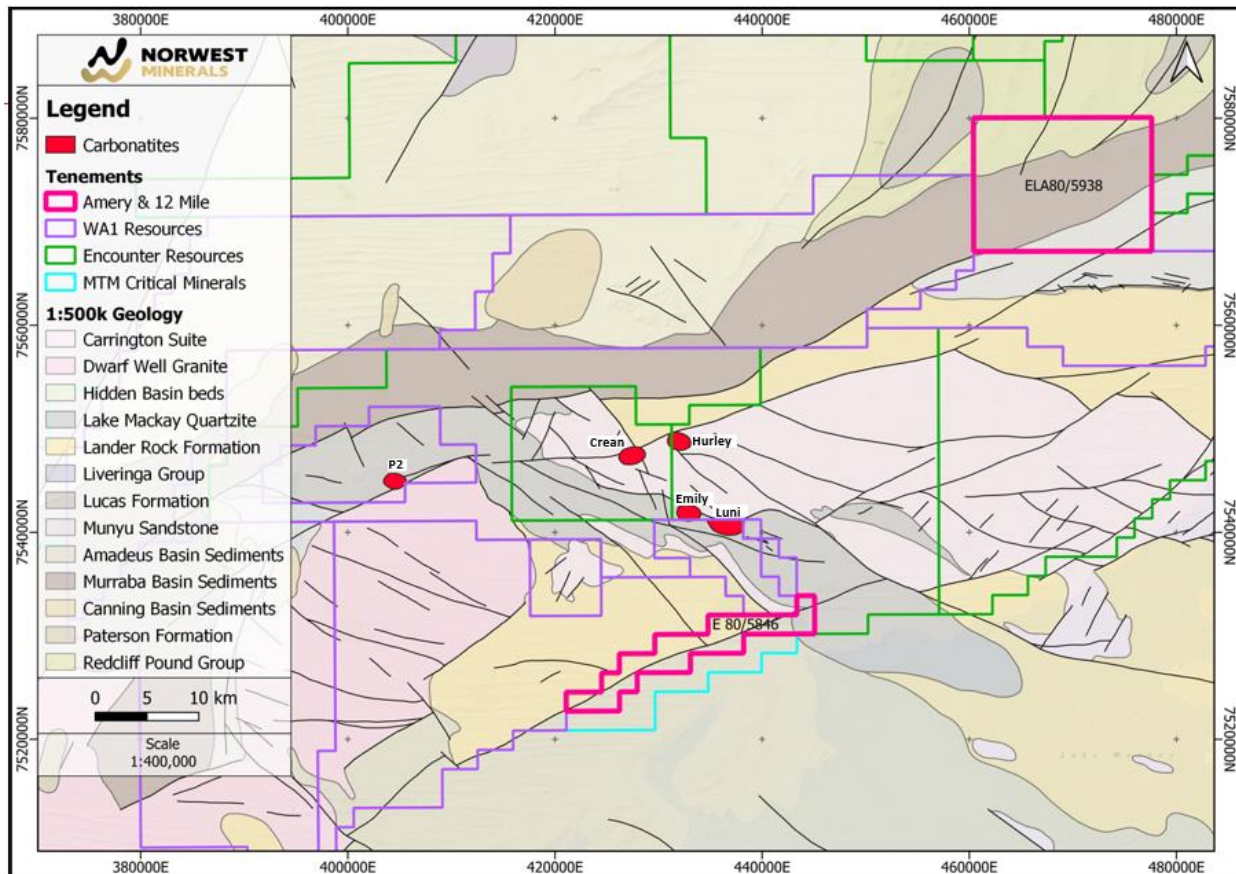 380000E 400000E 420000E 440000E 460000E 480000E
NORWEST
MINERALS
Legend
Carbonatites
Tenements
Amery & 12 Mile
WA1 Resources
Encounter Resources
MTM Critical Minerals
1:500k Geology
Carrington Suite
Dwarf Well Granite
Hidden Basin beds
Lake Mackay Quartzite
Lander Rock Formation
Liveringa Group
Lucas Formation
Munyu Sandstone
Amadeus Basin Sediments
Murraba Basin Sediments
Canning Basin Sediments
Paterson Formation
Redcliff Pound Group
0 5 10 km
Scale
1:400,000
7580000N
7560000N
7540000N
7520000N
ELA80/5938
Crean
Hurley
P2
Emily
Luni
E 80/5846
7580000N
7560000N
7540000N
7520000N
380000E 400000E 420000E 440000E 460000E 480000E